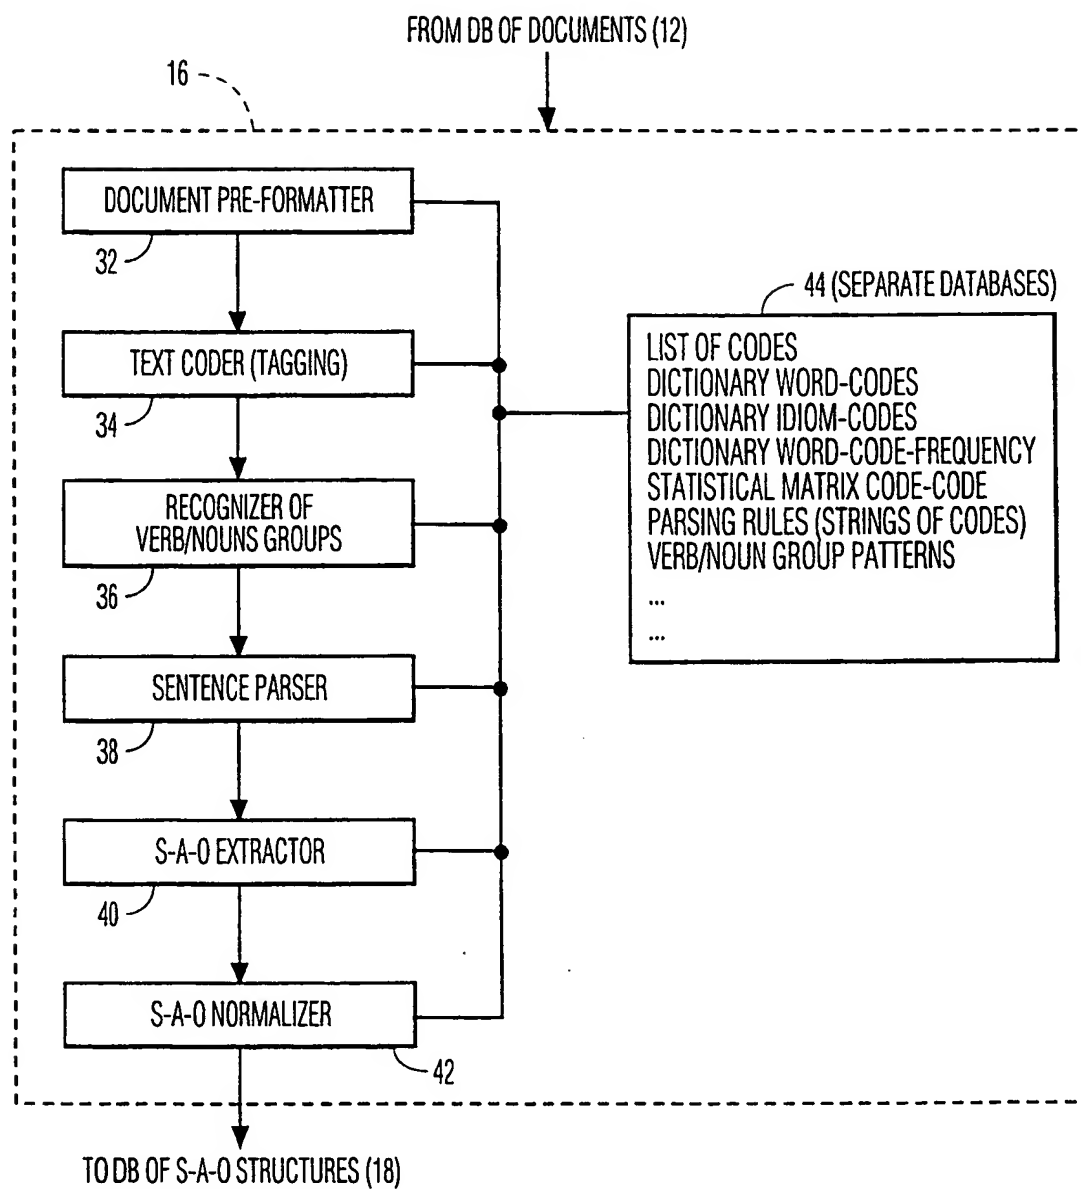 FROM DB OF DOCUMENTS (12)
16
DOCUMENT PRE-FORMATTER
32
44 (SEPARATE DATABASES)
TEXT CODER (TAGGING)
34
LIST OF CODES
DICTIONARY WORD-CODES
DICTIONARY IDIOM-CODES
DICTIONARY WORD-CODE-FREQUENCY
STATISTICAL MATRIX CODE-CODE
PARSING RULES (STRINGS OF CODES)
VERB/NOUN GROUP PATTERNS
...
...
RECOGNIZER OF
VERB/NOUNS GROUPS
36
SENTENCE PARSER
38
S-A-O EXTRACTOR
40
S-A-O NORMALIZER
42
TO DB OF S-A-O STRUCTURES (18)